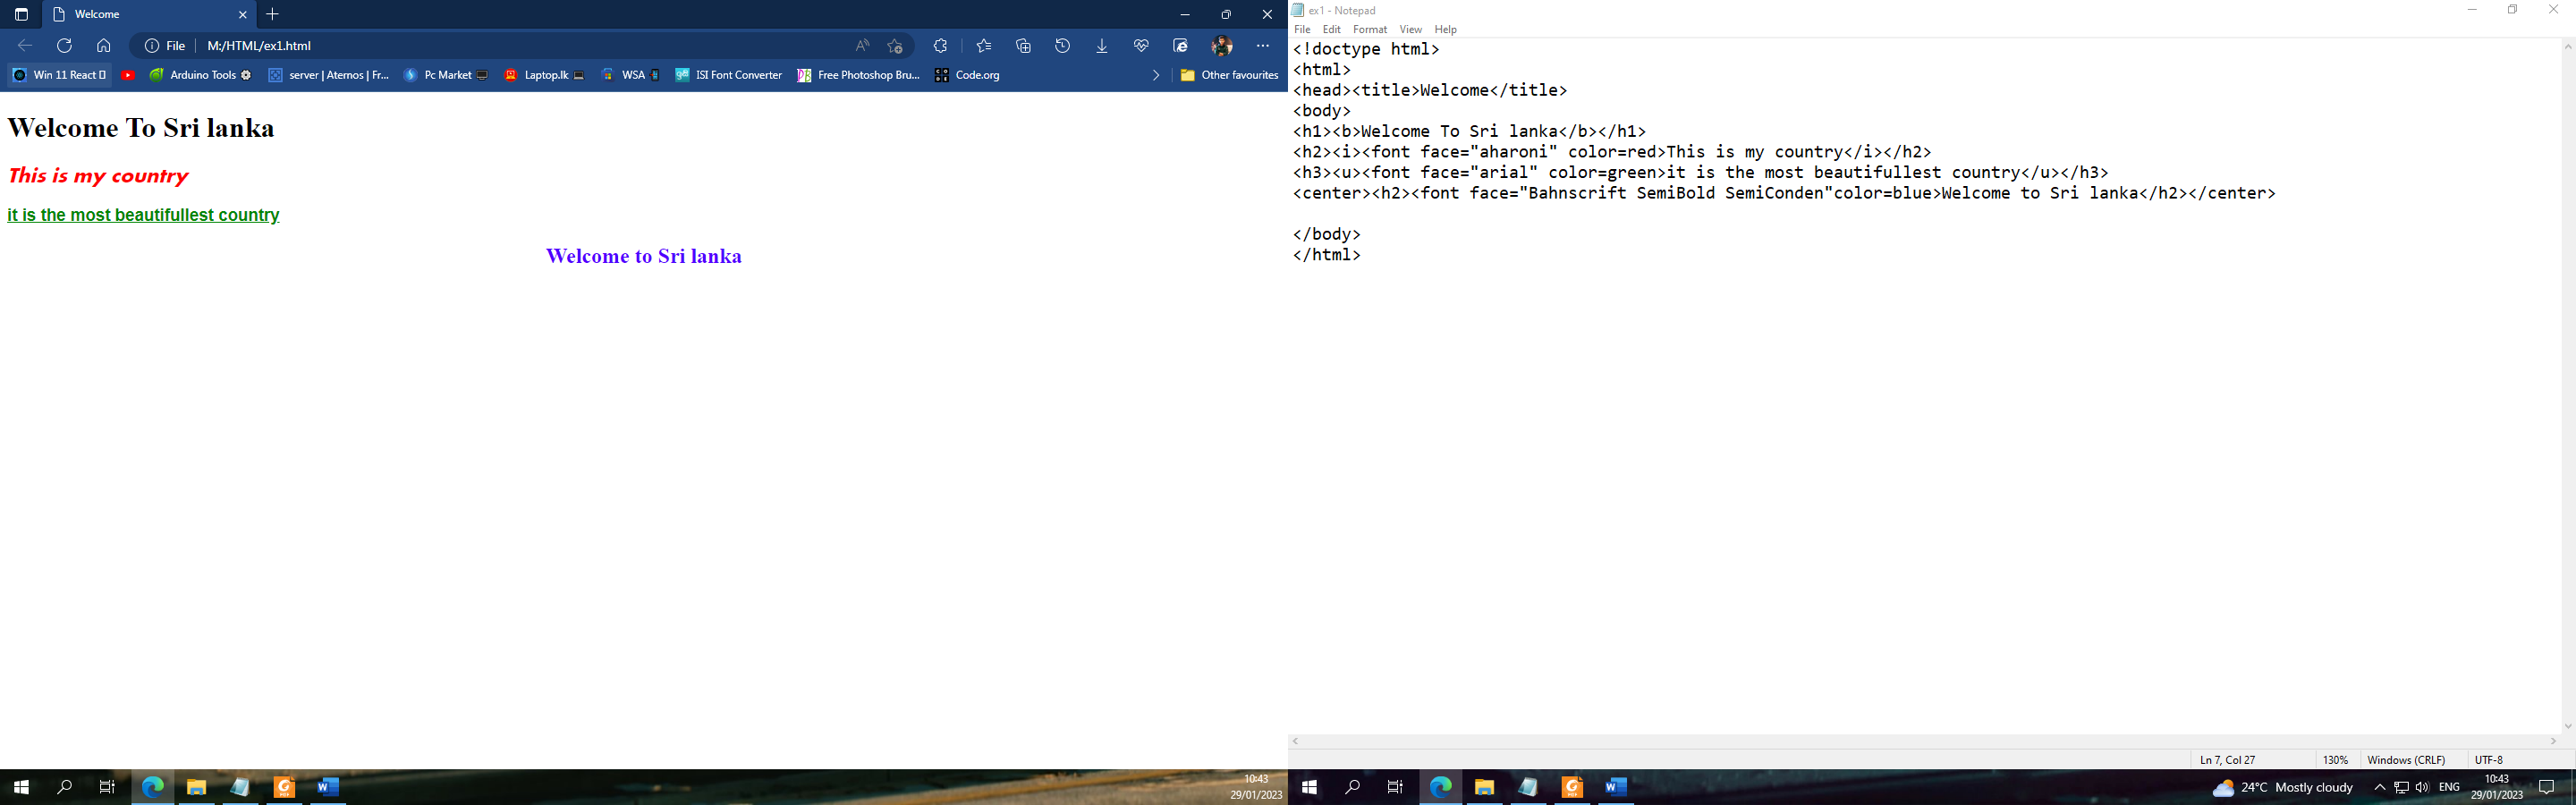 Welcome
File
M:/HTML/ex1.html
Win 11 React
Arduino Tools
server | Aternos | Fr...
Pc Market
Laptop.lk
WSA
ISI Font Converter
Free Photoshop Bru...
Code.org
Other favourites
Welcome To Sri lanka
This is my country
it is the most beautifullest country
Welcome to Sri lanka
10:43
29/01/2023
ex1 - Notepad
File Edit Format View Help
<!doctype html>
<html>
<head><title>Welcome</title>
<body>
<h1><b>Welcome To Sri lanka</b></h1>
<h2><i><font face="aharoni" color=red>This is my country</i></h2>
<h3><u><font face="arial" color=green>it is the most beautifullest country</u></h3>
<center><h2><font face="Bahnscrift SemiBold SemiConden"color=blue>Welcome to Sri lanka</h2></center>
</body>
</html>
Ln 7, Col 27
130%
Windows (CRLF)
UTF-8
24°C Mostly cloudy
ENG
10:43
29/01/2023